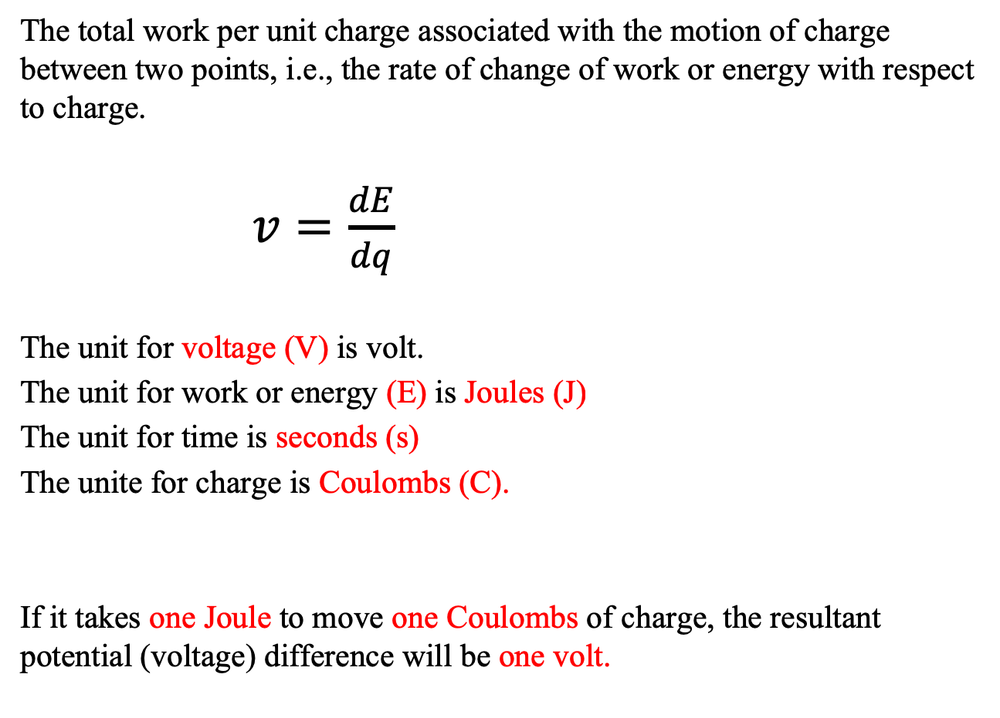 The total work per unit charge associated with the motion of charge
between two points, i.e., the rate of change of work or energy with respect
to charge.
v = dE/dq
The unit for voltage (V) is volt.
The unit for work or energy (E) is Joules (J)
The unit for time is seconds (s)
The unite for charge is Coulombs (C).
If it takes one Joule to move one Coulombs of charge, the resultant
potential (voltage) difference will be one volt.